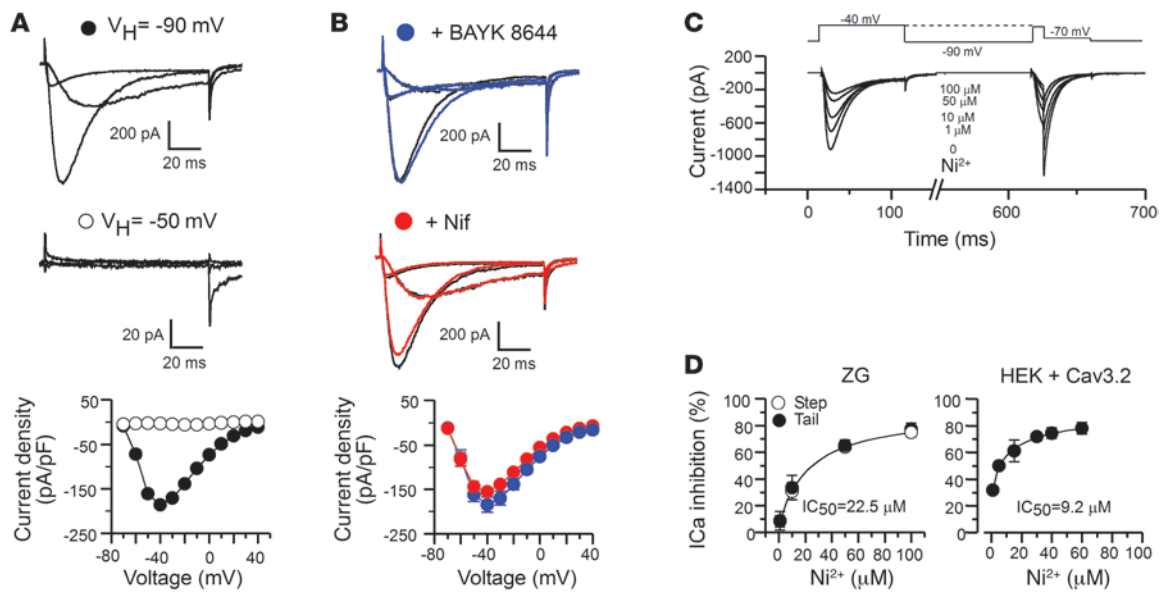 A
V_H= -90 mV
200 pA
20 ms
V_H= -50 mV
20 pA
20 ms
Current density
(pA/pF)
50
-50
-150
-250
-80
-40
0
40
Voltage (mV)
B
+ BAYK 8644
200 pA
20 ms
+ Nif
200 pA
20 ms
Current density
(pA/pF)
50
-50
-150
-250
-80
-40
0
40
Voltage (mV)
C
-40 mV
-90 mV
-70 mV
Current (pA)
200
-200
-600
-1000
-1400
100 µM
50 µM
10 µM
1 µM
0
Ni²⁺
0
100
600
700
Time (ms)
D
ZG
HEK + Cav3.2
Step
Tail
ICa inhibition (%)
100
80
60
40
20
0
IC₅₀=22.5 µM
0 20 40 60 80 100
Ni²⁺ (µM)
100
80
60
40
20
0
IC₅₀=9.2 µM
0 20 40 60 80 100
Ni²⁺ (µM)